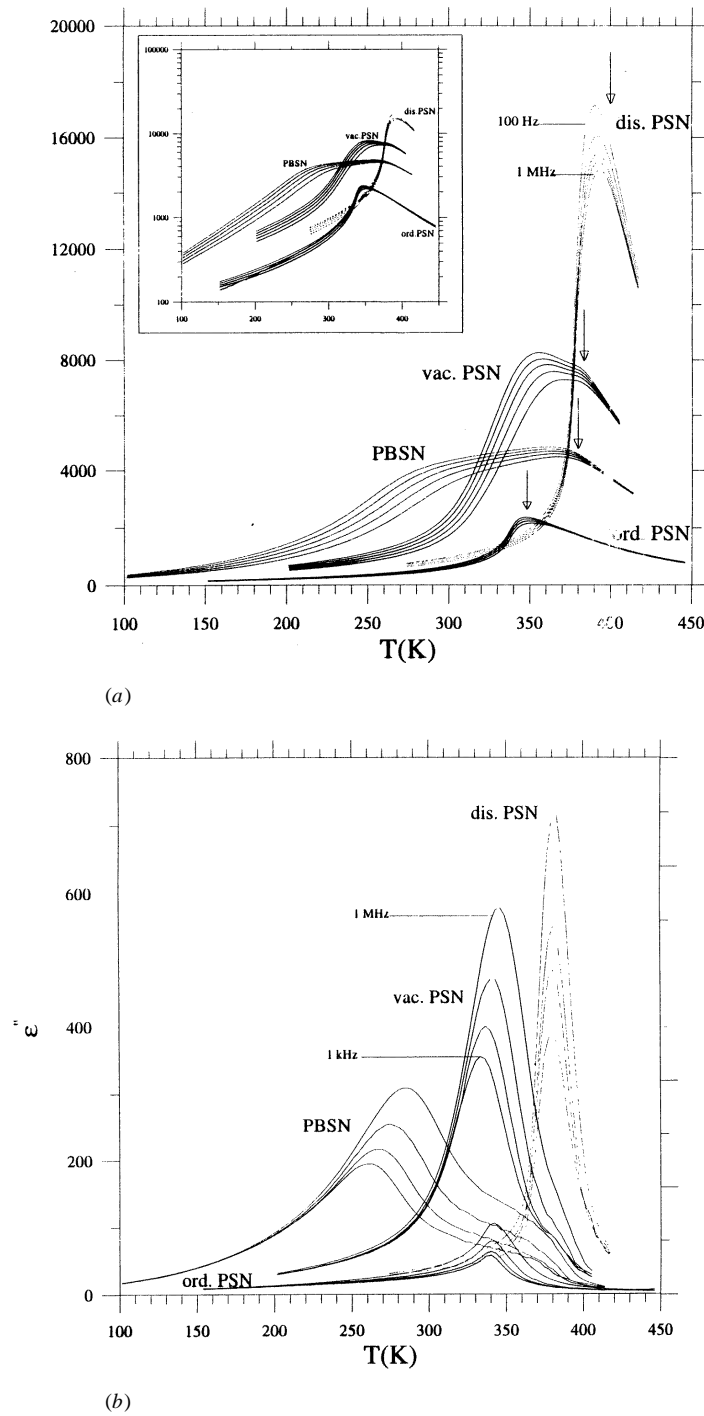 20000
16000
12000
8000
4000
0
100000
10000
1000
100
100 200 300 400
dis.PSN
vac.PSN
PBSN
ord.PSN
100 Hz
dis. PSN
1 MHz
vac. PSN
PBSN
ord. PSN
100 150 200 250 300 350 400 450
T(K)
(a)
800
600
400
200
0
ε"
dis. PSN
1 MHz
vac. PSN
1 kHz
PBSN
ord. PSN
100 150 200 250 300 350 400 450
T(K)
(b)